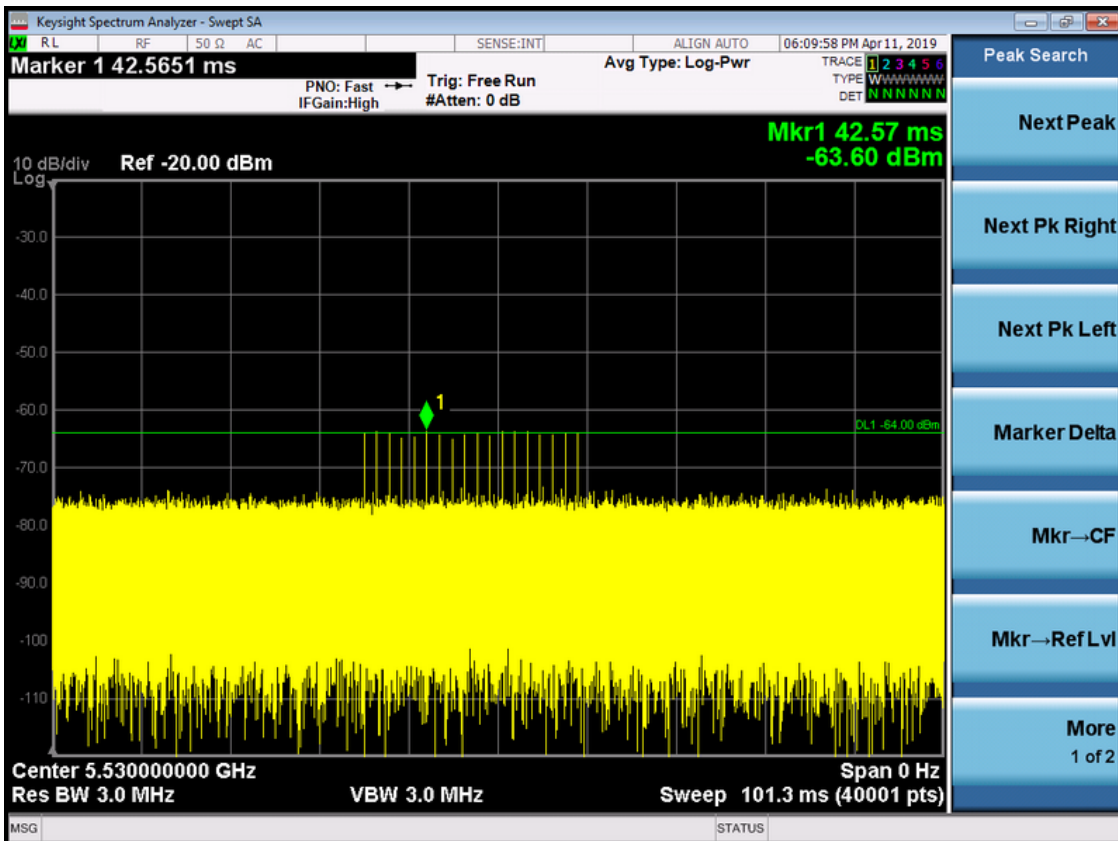 Keysight Spectrum Analyzer - Swept SA
LXI RL RF 50 Ω AC SENSE:INT ALIGN AUTO 06:09:58 PM Apr 11, 2019
Marker 1 42.5651 ms
PNO: Fast
IFGain:High
Trig: Free Run
#Atten: 0 dB
Avg Type: Log-Pwr
TRACE 1 2 3 4 5 6
TYPE WWWWWW
DET N N N N N N
Mkr1 42.57 ms
-63.60 dBm
10 dB/div Ref -20.00 dBm
Log
-30.0
-40.0
-50.0
-60.0
1
DL1 -64.00 dBm
-70.0
-80.0
-90.0
-100
-110
Center 5.530000000 GHz Span 0 Hz
Res BW 3.0 MHz VBW 3.0 MHz Sweep 101.3 ms (40001 pts)
MSG STATUS
Peak Search
Next Peak
Next Pk Right
Next Pk Left
Marker Delta
Mkr→CF
Mkr→Ref Lvl
More
1 of 2